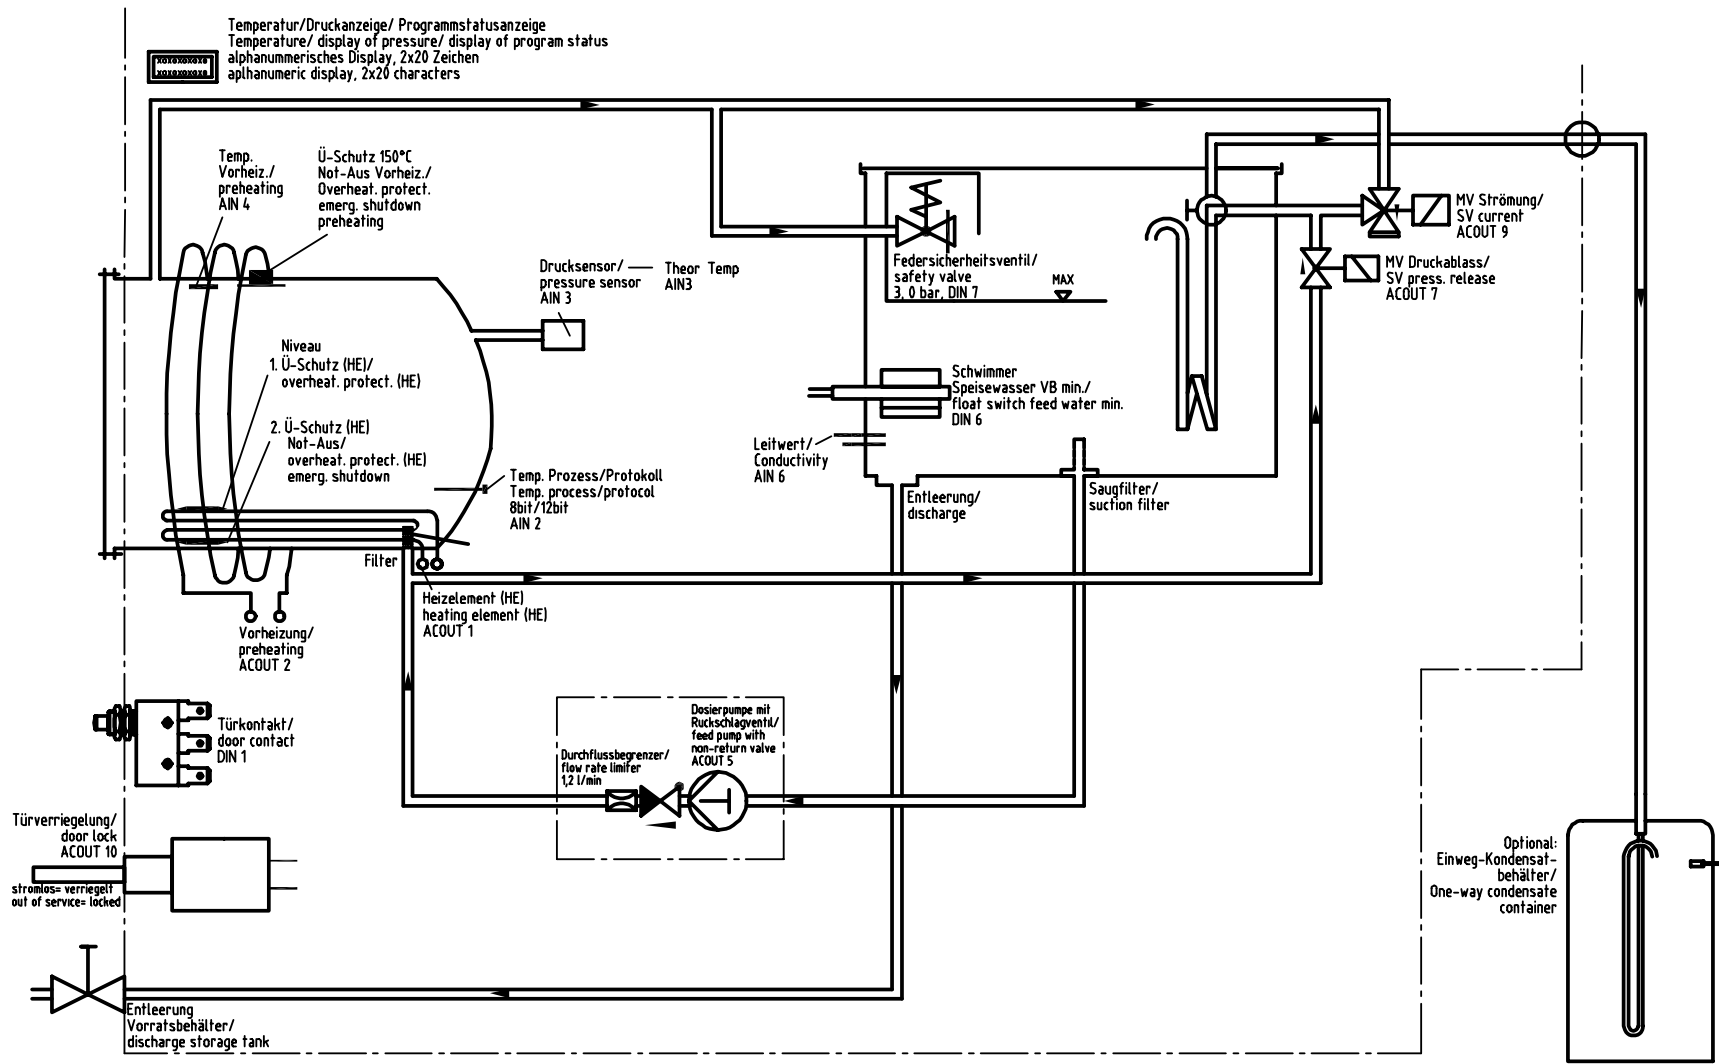 Temperatur/Druckanzeige/ Programmstatusanzeige
Temperature/ display of pressure/ display of program status
alphanummerisches Display, 2x20 Zeichen
aplhanumeric display, 2x20 characters
XOXOXOXOXO
XOXOXOXOXO
Temp.
Vorheiz./
preheating
AIN 4
Ü-Schutz 150°C
Not-Aus Vorheiz./
Overheat. protect.
emerg. shutdown
preheating
Drucksensor/
pressure sensor
AIN 3
Theor Temp
AIN3
Federsicherheitsventil/
safety valve
3, 0 bar, DIN 7
MAX
MV Strömung/
SV current
ACOUT 9
MV Druckablass/
SV press. release
ACOUT 7
Niveau
1. Ü-Schutz (HE)/
overheat. protect. (HE)
2. Ü-Schutz (HE)
Not-Aus/
overheat. protect. (HE)
emerg. shutdown
Schwimmer
Speisewasser VB min./
float switch feed water min.
DIN 6
Leitwert/
Conductivity
AIN 6
Temp. Prozess/Protokoll
Temp. process/protocol
8bit/12bit
AIN 2
Entleerung/
discharge
Saugfilter/
suction filter
Filter
Heizelement (HE)
heating element (HE)
ACOUT 1
Vorheizung/
preheating
ACOUT 2
Türkontakt/
door contact
DIN 1
Durchflussbegrenzer/
flow rate limifer
1,2 l/min
Dosierpumpe mit
Ruckschlagventil/
feed pump with
non-return valve
ACOUT 5
Türverriegelung/
door lock
ACOUT 10
stromlos= verriegelt
out of service= locked
Optional:
Einweg-Kondensat-
behälter/
One-way condensate
container
Entleerung
Vorratsbehälter/
discharge storage tank